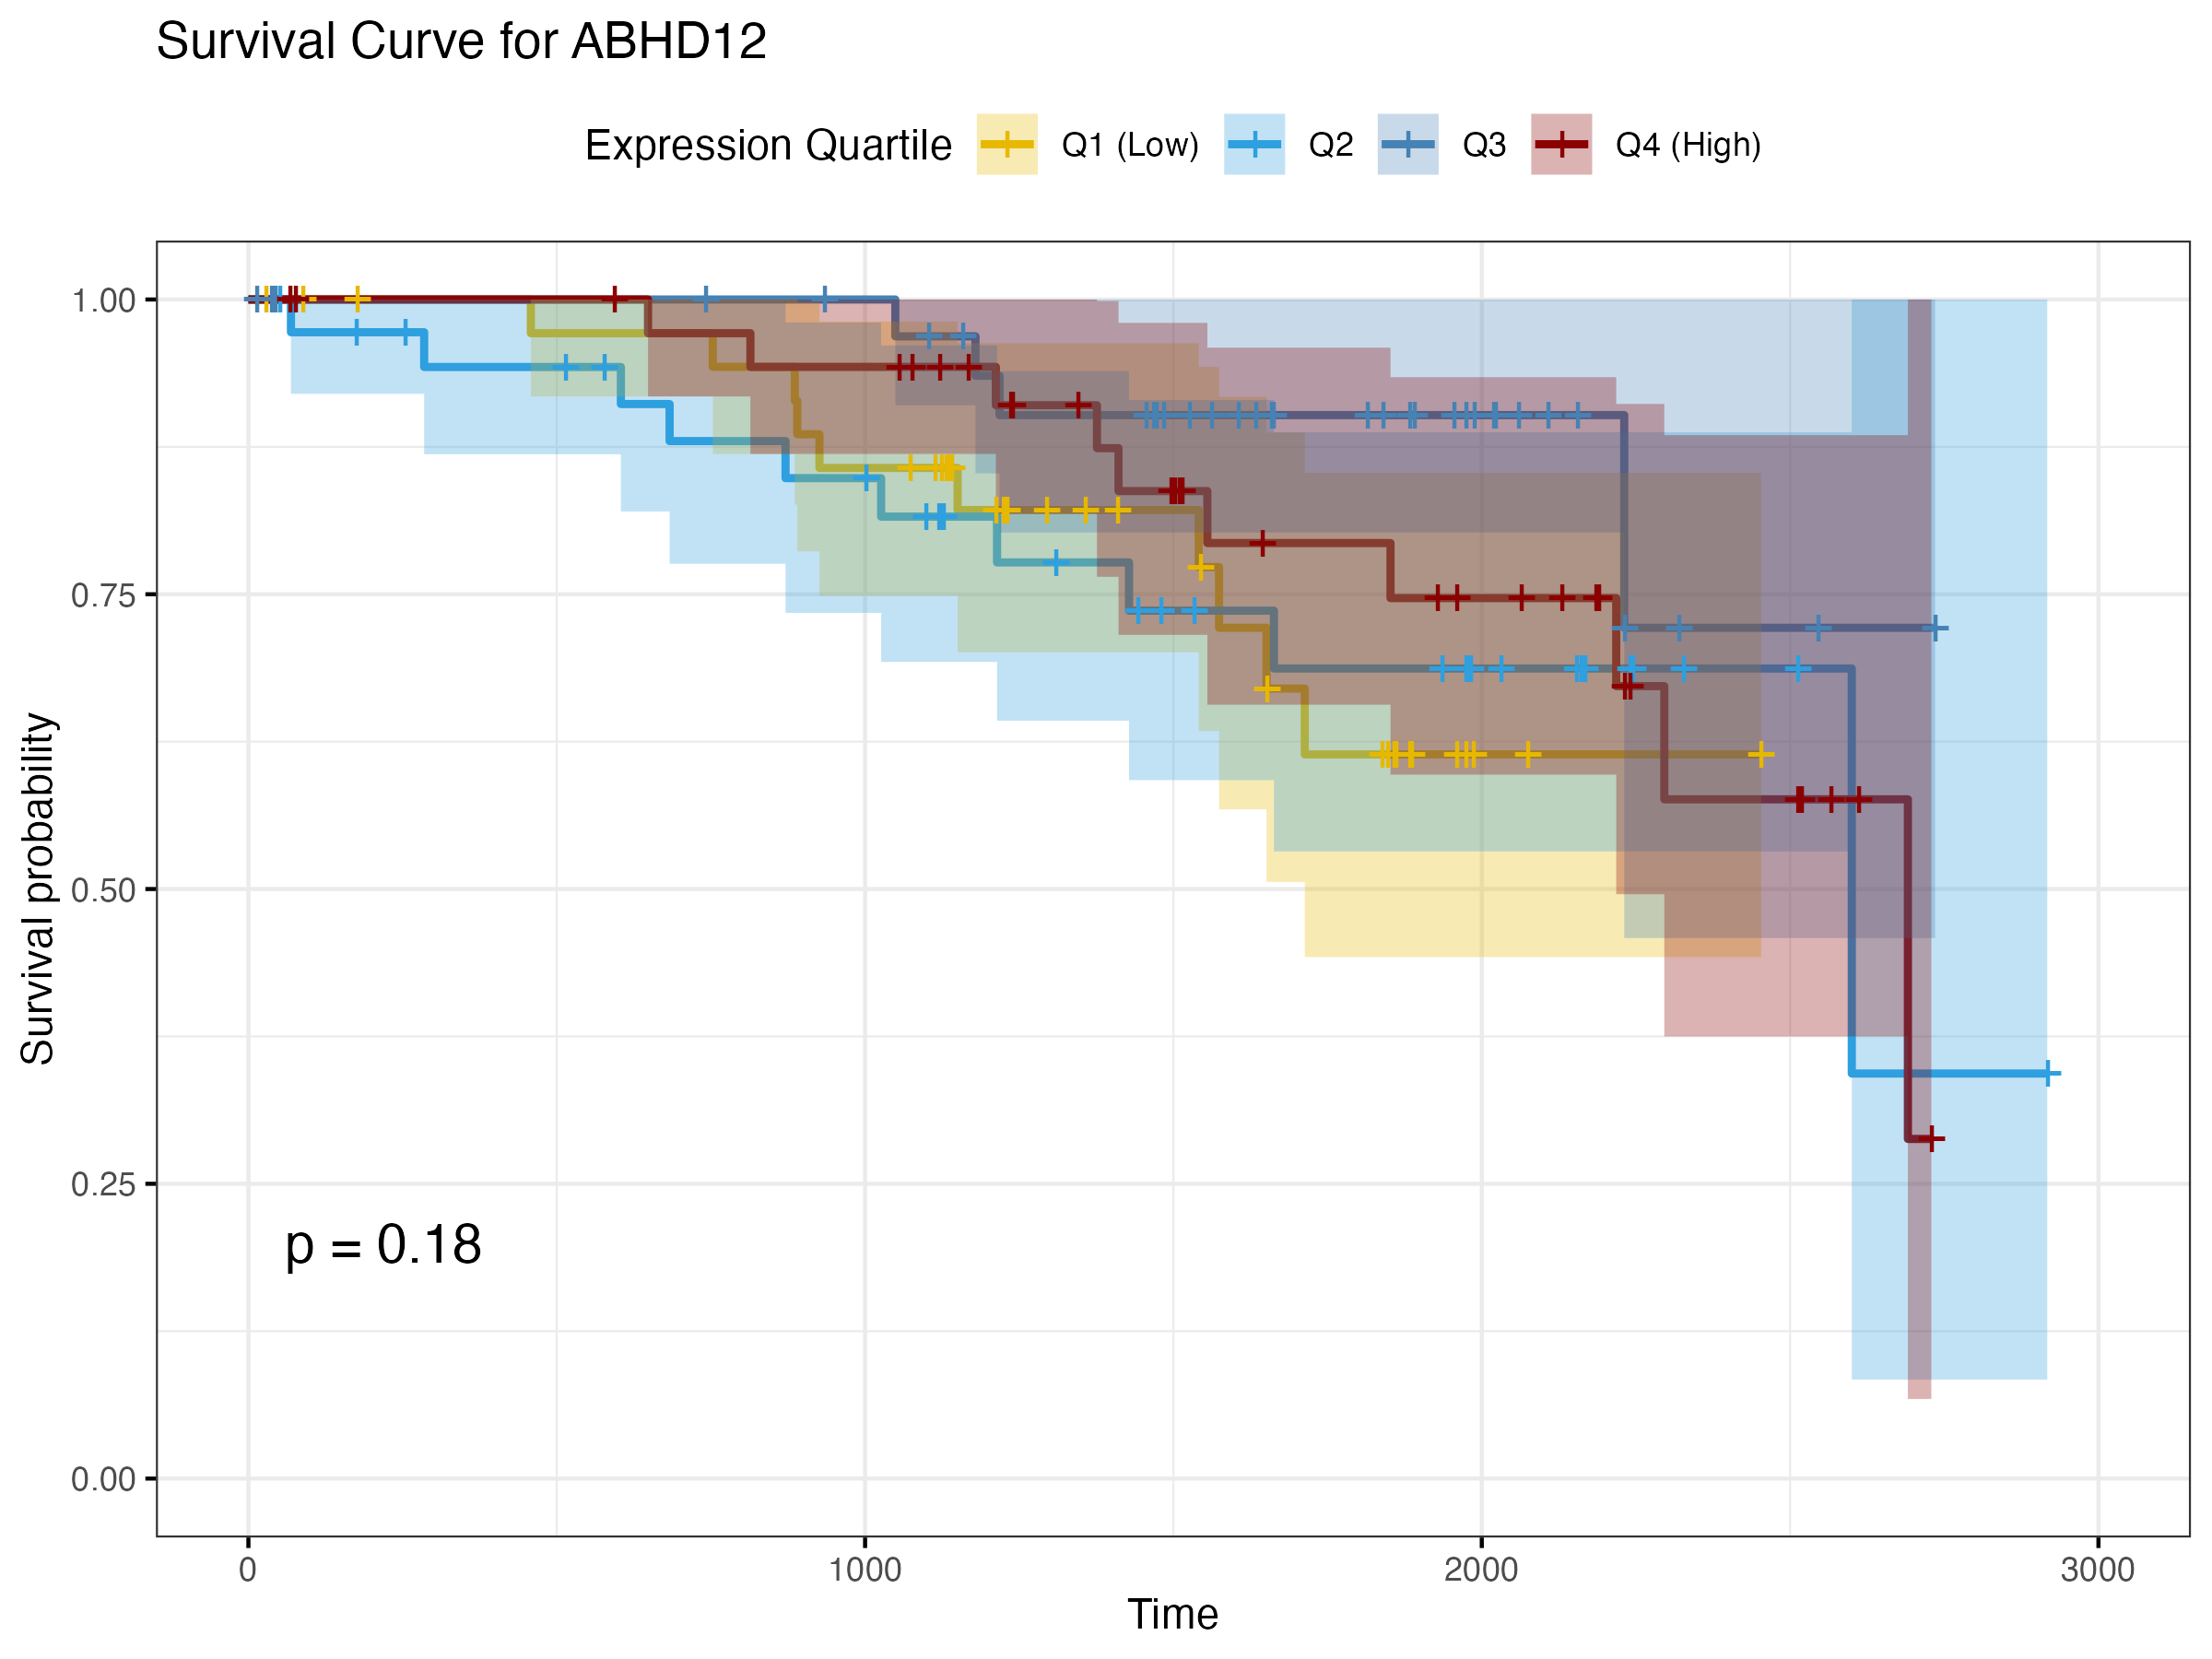 Survival Curve for ABHD12
Expression Quartile Q1 (Low) Q2 Q3 Q4 (High)
Survival probability
1.00
0.75
0.50
0.25
0.00
p = 0.18
0 1000 2000 3000
Time